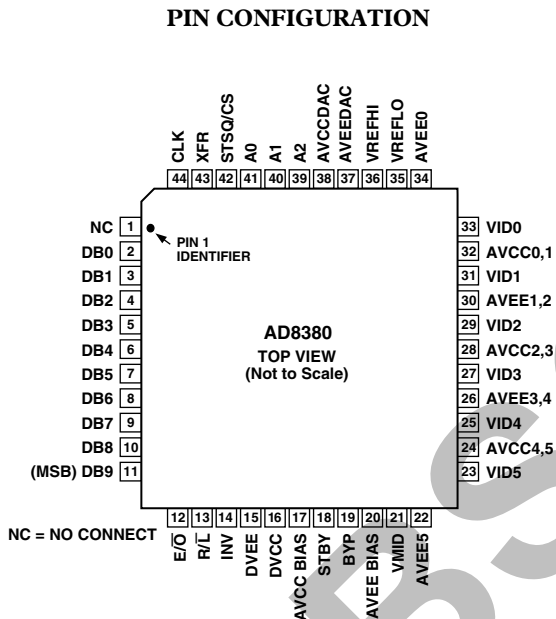 PIN CONFIGURATION
CLK
XFR
STSQ/CS
A0
A1
A2
AVCCDAC
AVEEDAC
VREFHI
VREFLO
AVEE0
44 43 42 41 40 39 38 37 36 35 34
NC 1
DB0 2
DB1 3
DB2 4
DB3 5
DB4 6
DB5 7
DB6 8
DB7 9
DB8 10
(MSB) DB9 11
PIN 1
IDENTIFIER
AD8380
TOP VIEW
(Not to Scale)
33 VID0
32 AVCC0,1
31 VID1
30 AVEE1,2
29 VID2
28 AVCC2,3
27 VID3
26 AVEE3,4
25 VID4
24 AVCC4,5
23 VID5
12 13 14 15 16 17 18 19 20 21 22
NC = NO CONNECT
E/O̅
R/L̅
INV
DVEE
DVCC
AVCC BIAS
STBY
BYP
AVEE BIAS
VMID
AVEE5